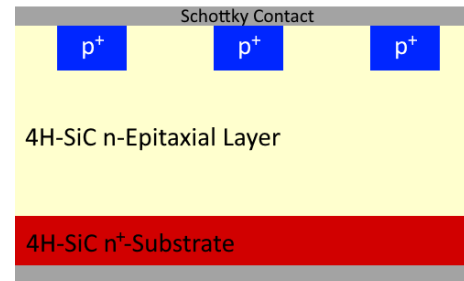 Schottky Contact
p⁺ p⁺ p⁺
4H-SiC n-Epitaxial Layer
4H-SiC n⁺-Substrate